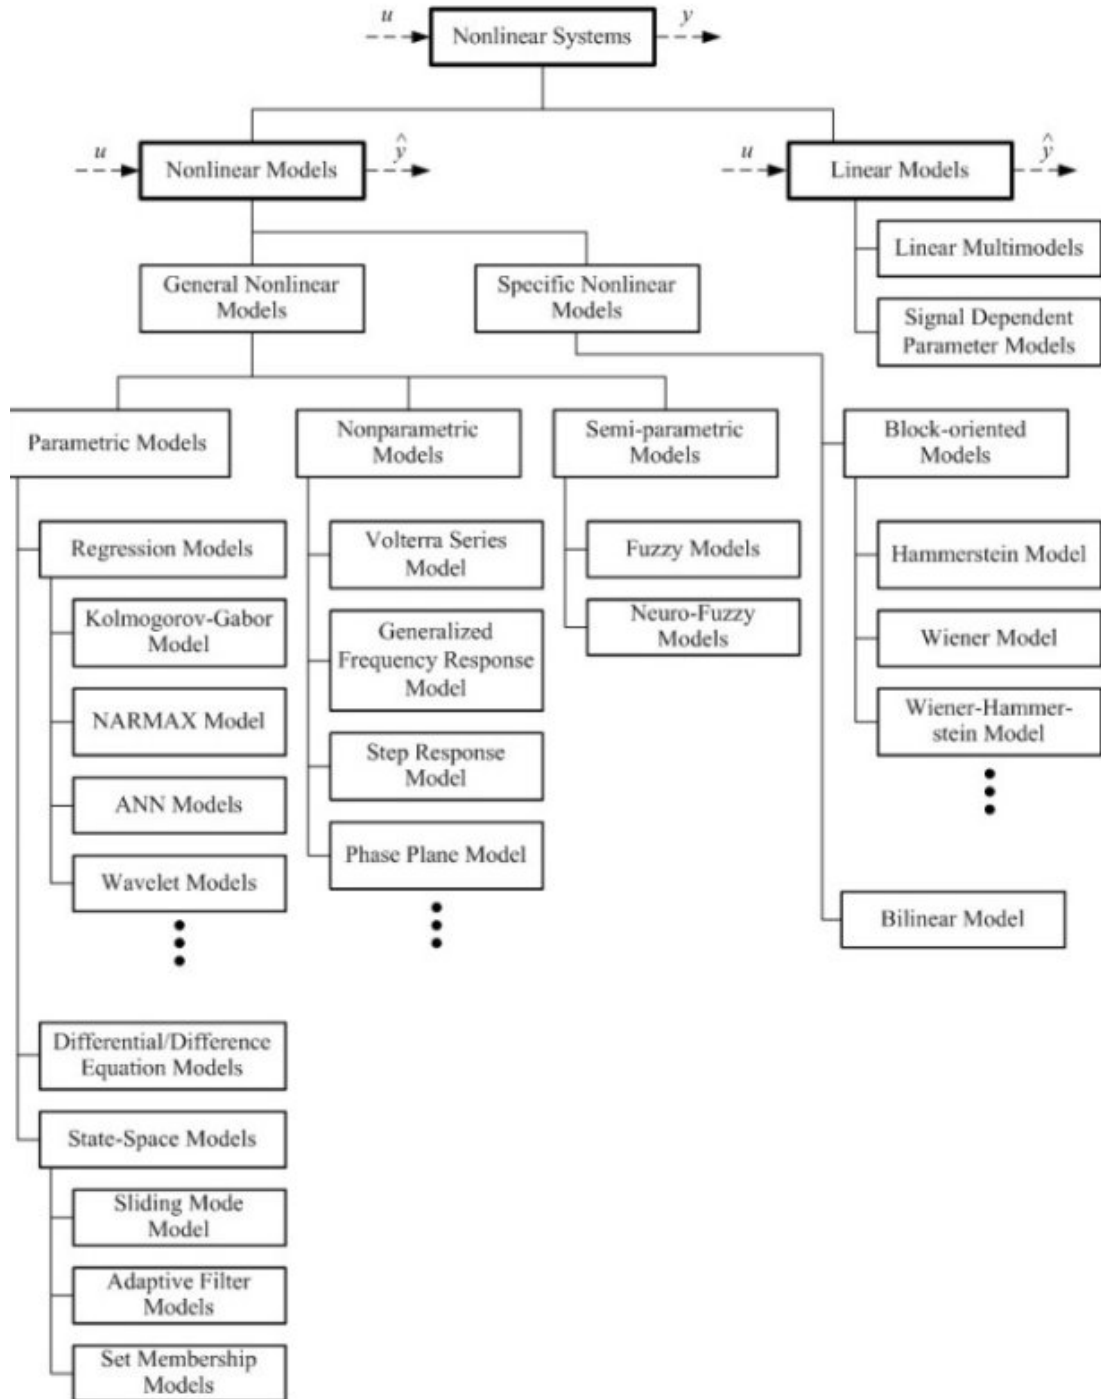 u
y
Nonlinear Systems
u
ŷ
Nonlinear Models
u
ŷ
Linear Models
Linear Multimodels
Signal Dependent
Parameter Models
General Nonlinear
Models
Specific Nonlinear
Models
Parametric Models
Nonparametric
Models
Semi-parametric
Models
Block-oriented
Models
Regression Models
Kolmogorov-Gabor
Model
NARMAX Model
ANN Models
Wavelet Models
Volterra Series
Model
Generalized
Frequency Response
Model
Step Response
Model
Phase Plane Model
Fuzzy Models
Neuro-Fuzzy
Models
Hammerstein Model
Wiener Model
Wiener-Hammer-
stein Model
Bilinear Model
Differential/Difference
Equation Models
State-Space Models
Sliding Mode
Model
Adaptive Filter
Models
Set Membership
Models